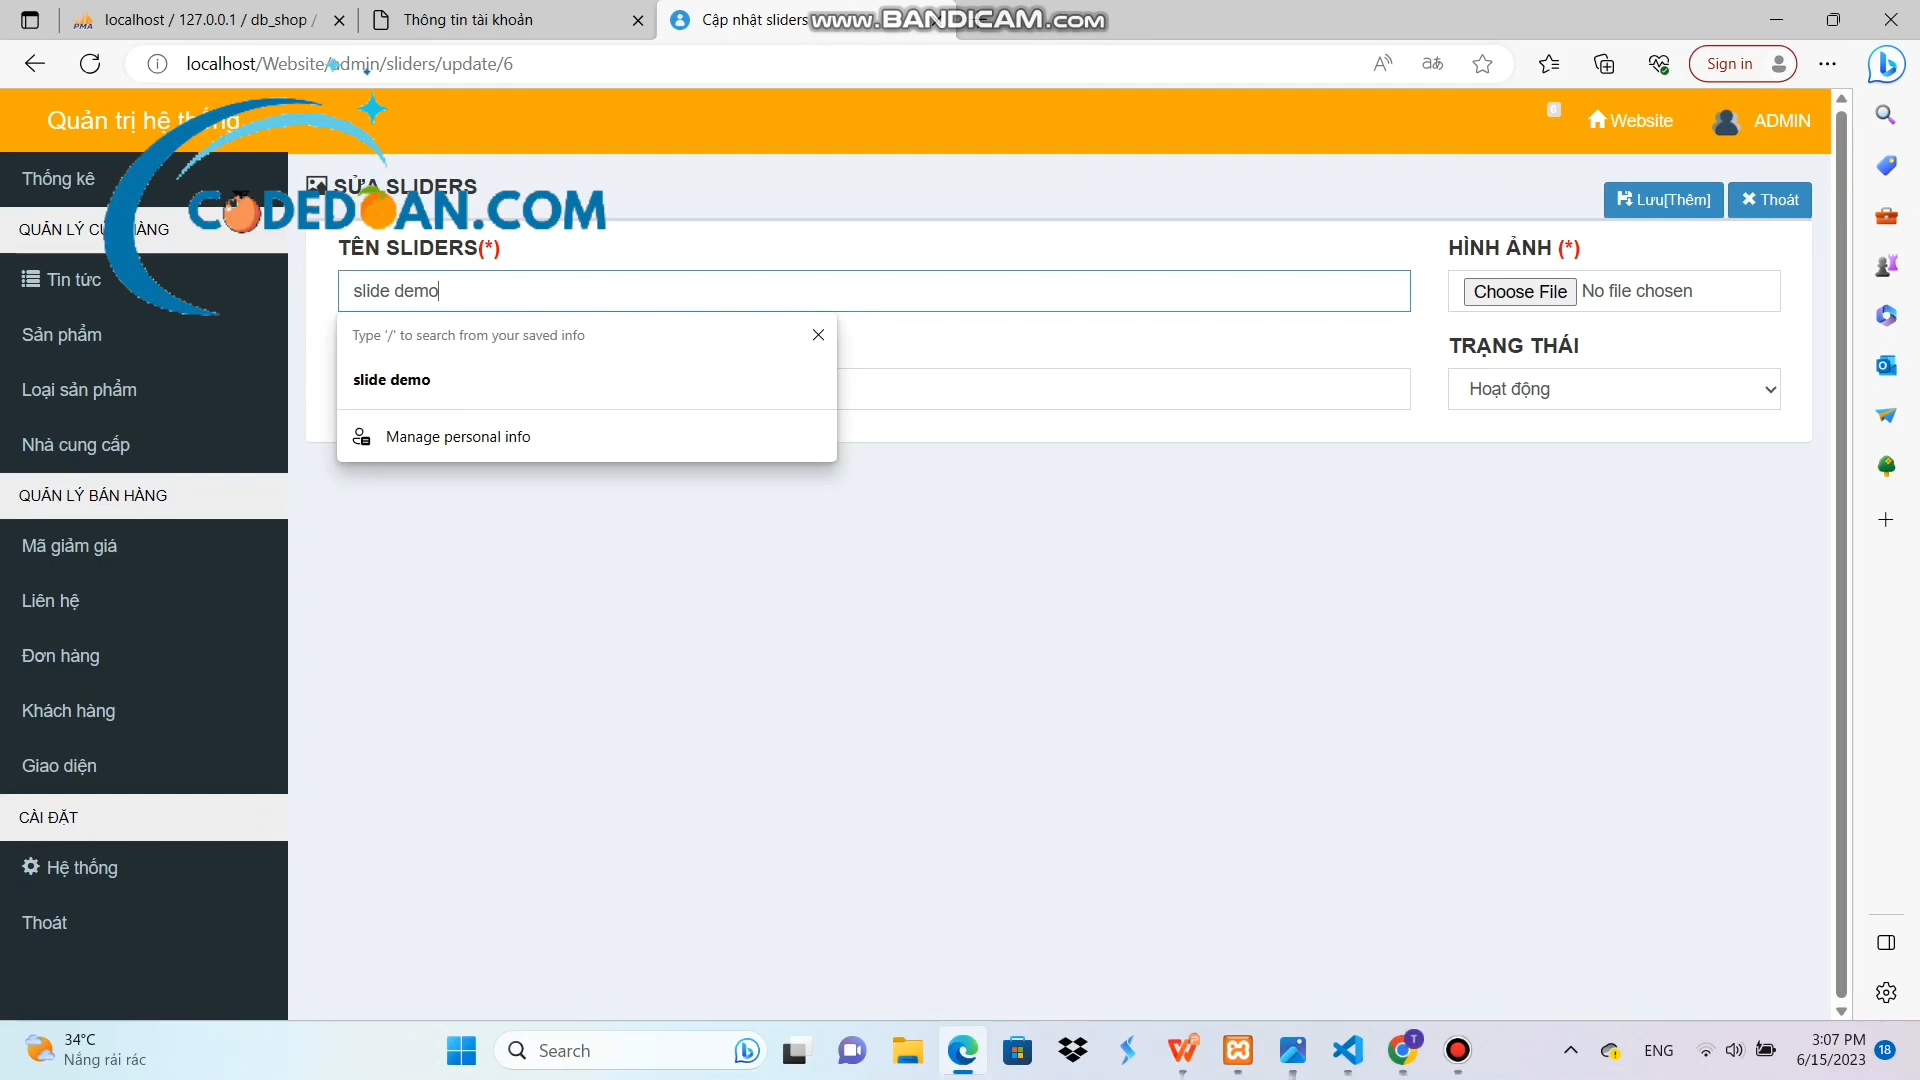 localhost / 127.0.0.1 / db_shop /
Thông tin tài khoản
Cập nhật sliders
www.BANDICAM.com
localhost/Website/admin/sliders/update/6
Sign in
Quản trị hệ thống
0
Website
ADMIN
CODEDOAN.COM
Thống kê
QUẢN LÝ CỬA HÀNG
Tin tức
Sản phẩm
Loại sản phẩm
Nhà cung cấp
QUẢN LÝ BÁN HÀNG
Mã giảm giá
Liên hệ
Đơn hàng
Khách hàng
Giao diện
CÀI ĐẶT
Hệ thống
Thoát
SỬA SLIDERS
Lưu[Thêm]
Thoát
TÊN SLIDERS(*)
slide demo
Type '/' to search from your saved info
slide demo
Manage personal info
HÌNH ẢNH (*)
Choose File No file chosen
TRẠNG THÁI
Hoạt động
34°C
Nắng rải rác
Search
ENG
3:07 PM
6/15/2023
18